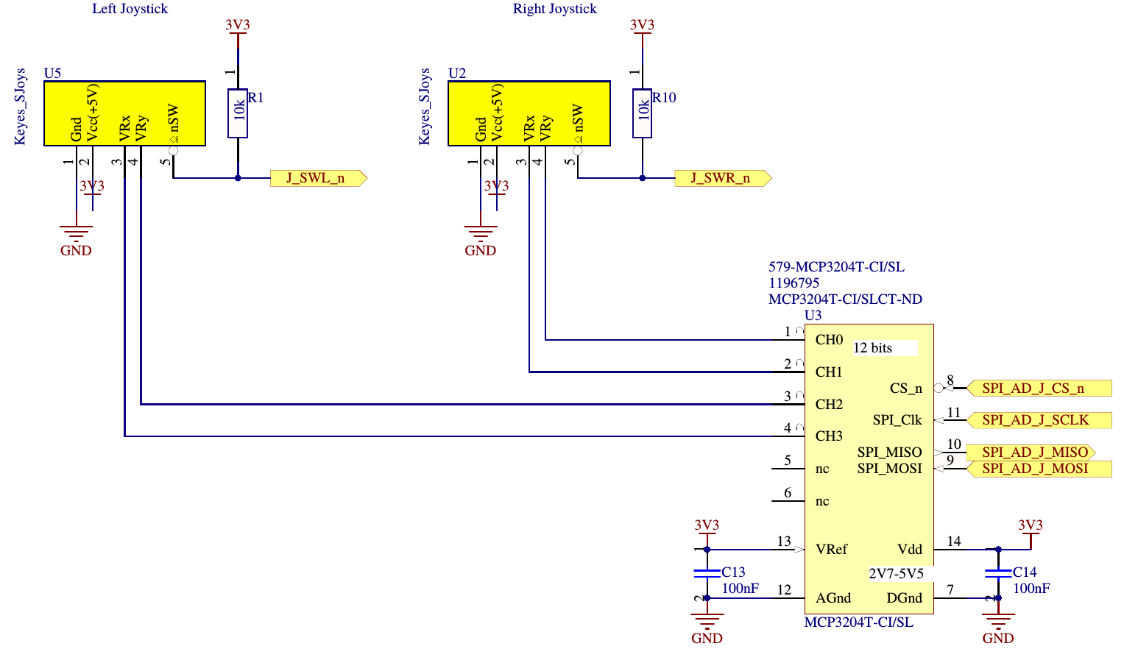 Left Joystick
Right Joystick
3V3
3V3
U5
U2
Keyes_SJoys
Gnd
Vcc(+5V)
VRx
VRy
nSW
1
10k
R1
Keyes_SJoys
Gnd
Vcc(+5V)
VRx
VRy
nSW
1
10k
R10
1
2
3
4
5
1
2
3
4
5
3V3
J_SWL_n
3V3
J_SWR_n
GND
GND
579-MCP3204T-CI/SL
1196795
MCP3204T-CI/SLCT-ND
U3
1
CH0
12 bits
2
CH1
CS_n
8
SPI_AD_J_CS_n
3
CH2
SPI_Clk
11
SPI_AD_J_SCLK
4
CH3
SPI_MISO
10
SPI_AD_J_MISO
5
nc
SPI_MOSI
9
SPI_AD_J_MOSI
6
nc
3V3
3V3
1
13
VRef
Vdd
14
1
C13
100nF
2V7-5V5
C14
100nF
2
12
AGnd
DGnd
7
2
GND
MCP3204T-CI/SL
GND